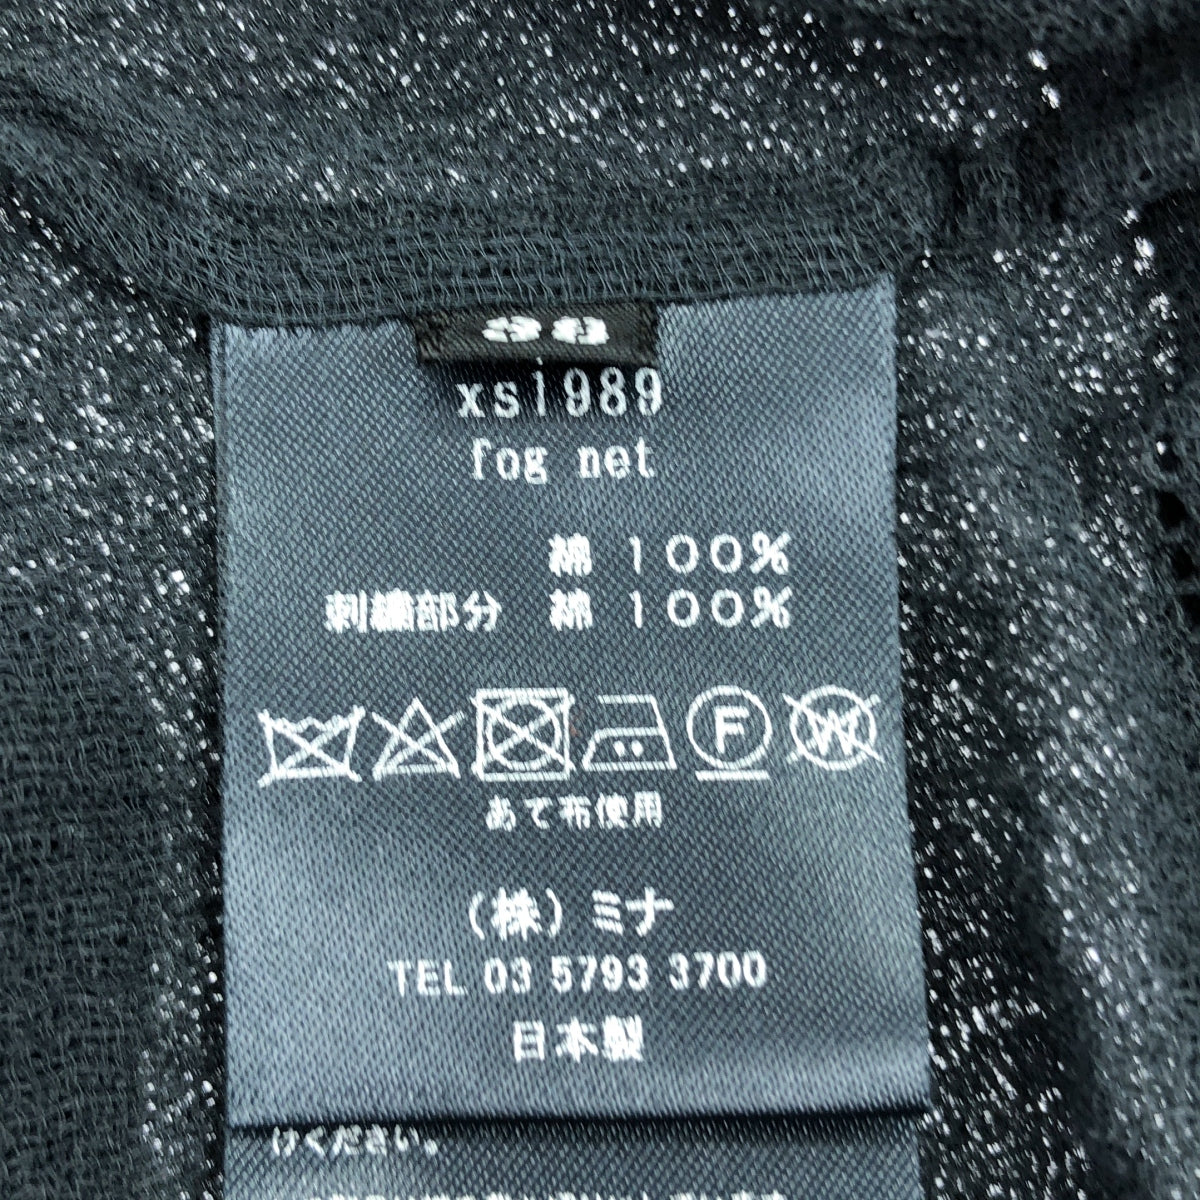 xs1989
fog net
綿 100%
刺繍部分 綿 100%
F W
あて布使用
(株)ミナ
TEL 03 5793 3700
日本製
けください。